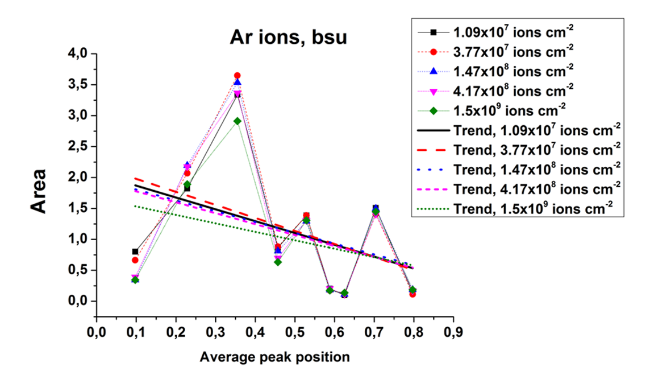 Ar ions, bsu
1.09x10⁷ ions cm⁻²
3.77x10⁷ ions cm⁻²
1.47x10⁸ ions cm⁻²
4.17x10⁸ ions cm⁻²
1.5x10⁹ ions cm⁻²
Trend, 1.09x10⁷ ions cm⁻²
Trend, 3.77x10⁷ ions cm⁻²
Trend, 1.47x10⁸ ions cm⁻²
Trend, 4.17x10⁸ ions cm⁻²
Trend, 1.5x10⁹ ions cm⁻²
Area
4,0
3,5
3,0
2,5
2,0
1,5
1,0
0,5
0,0
0,0 0,1 0,2 0,3 0,4 0,5 0,6 0,7 0,8 0,9
Average peak position